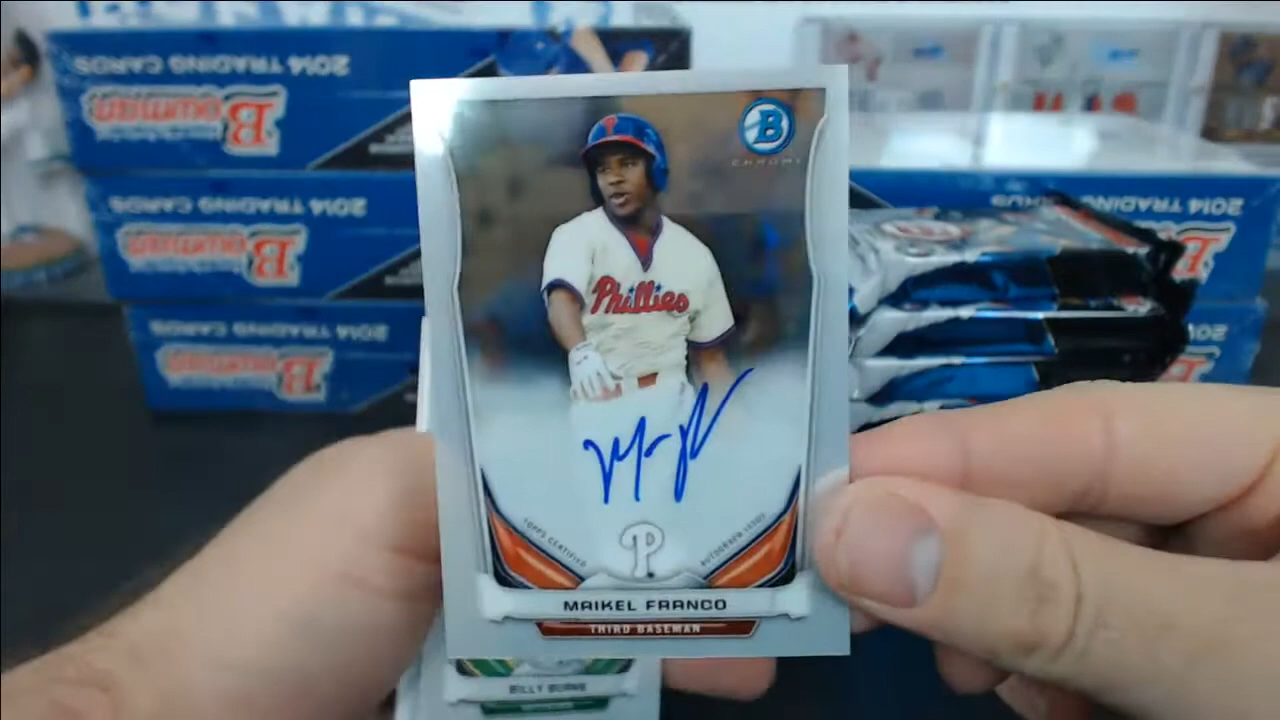 2014 TRADING CARDS
B
Bowman
2014 TRADING CARDS
B
Bowman
2014 TRADING CARDS
B
Bowman
2014 TRADING CARDS
B
CHROME
P
Phillies
TOPPS CERTIFIED
AUTOGRAPH ISSUE
P
MAIKEL FRANCO
THIRD BASEMAN
BILLY BURNS